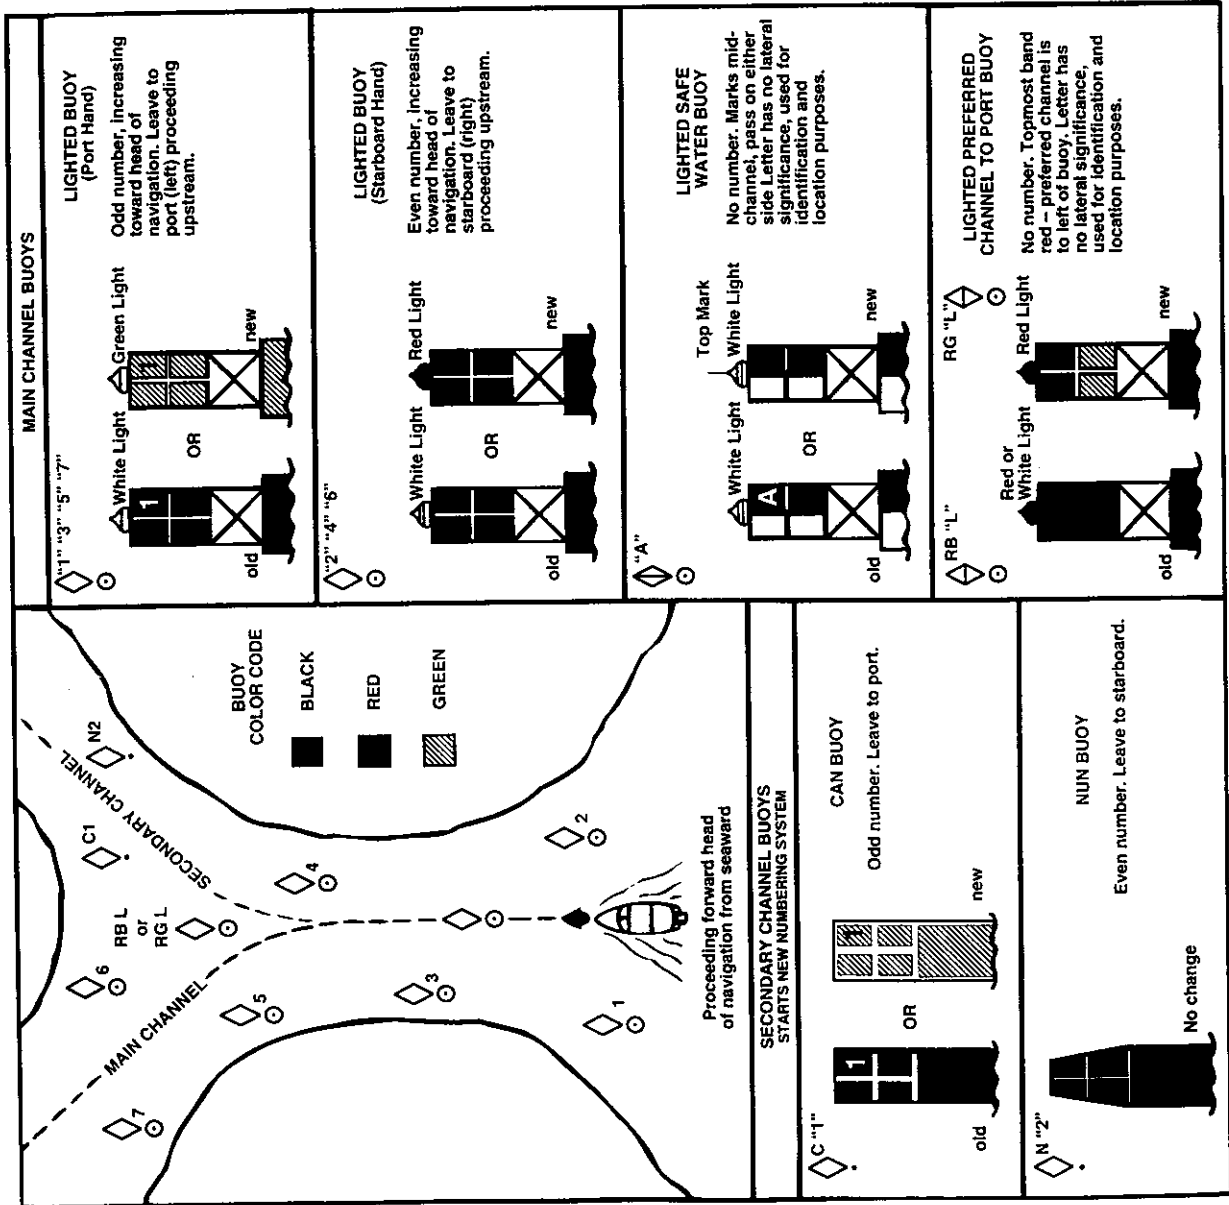 MAIN CHANNEL BUOYS
"1" "3" "5" "7"
White Light
Green Light
1
1
OR
old
new
LIGHTED BUOY
(Port Hand)
Odd number, increasing
toward head of
navigation. Leave to
port (left) proceeding
upstream.
"2" "4" "6"
White Light
Red Light
OR
old
new
LIGHTED BUOY
(Starboard Hand)
Even number, increasing
toward head of
navigation. Leave to
starboard (right)
proceeding upstream.
"A"
Top Mark
White Light
White Light
A
OR
old
new
LIGHTED SAFE
WATER BUOY
No number. Marks mid-
channel, pass on either
side Letter has no lateral
significance, used for
identification and
location purposes.
RB "L"
RG "L"
Red or
White Light
Red Light
old
new
LIGHTED PREFERRED
CHANNEL TO PORT BUOY
No number. Topmost band
red – preferred channel is
to left of buoy. Letter has
no lateral significance,
used for identification and
location purposes.
7
6
RB L
or
RG L
C1
N2
MAIN CHANNEL
SECONDARY CHANNEL
5
4
3
1
2
BUOY
COLOR CODE
BLACK
RED
GREEN
Proceeding forward head
of navigation from seaward
SECONDARY CHANNEL BUOYS
STARTS NEW NUMBERING SYSTEM
C "1"
1
1
OR
old
new
CAN BUOY
Odd number. Leave to port.
N "2"
No change
NUN BUOY
Even number. Leave to starboard.